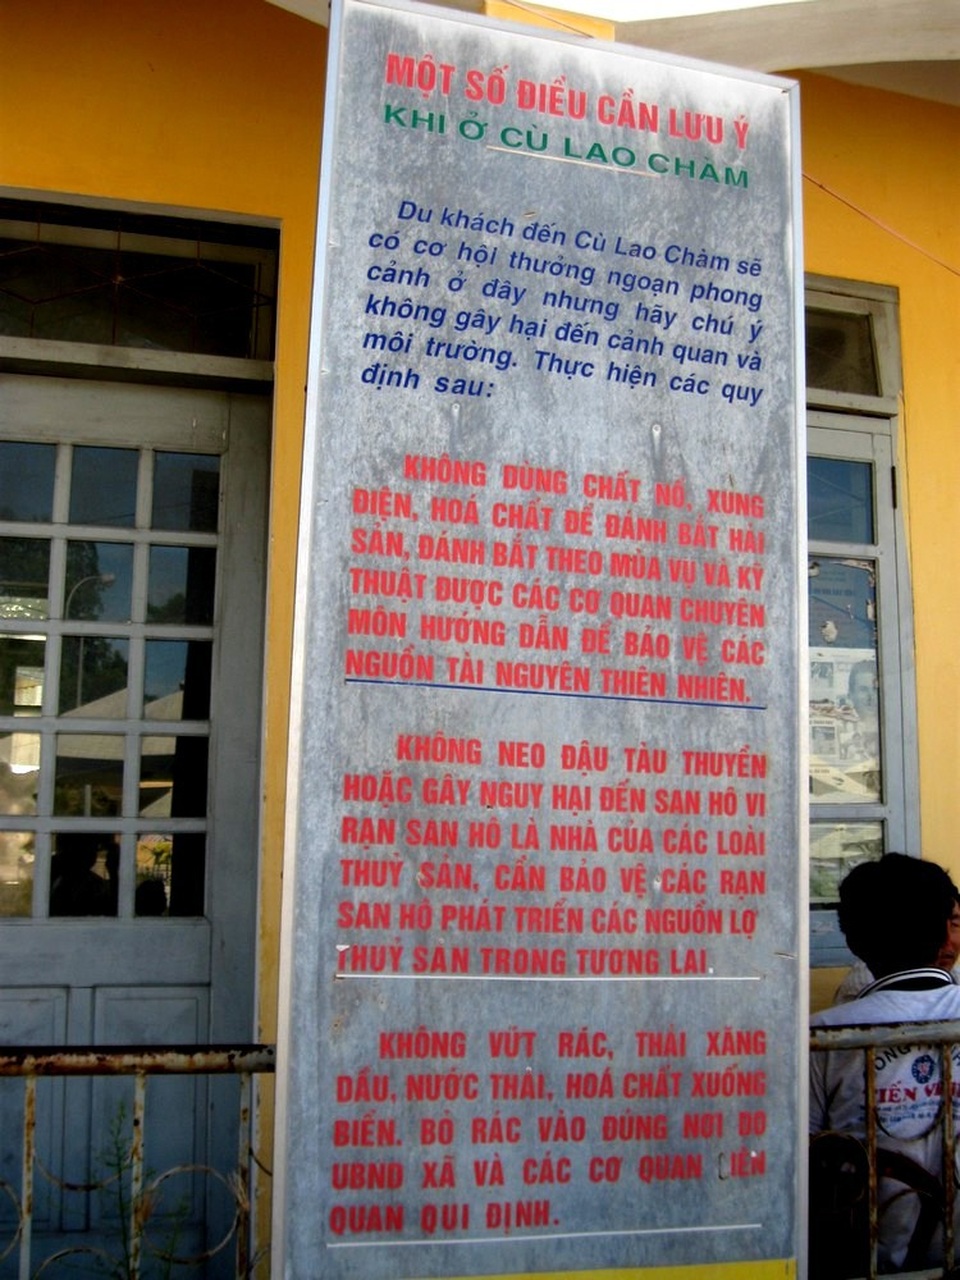 MỘT SỐ ĐIỀU CẦN LƯU Ý
KHI Ở CÙ LAO CHÀM
Du khách đến Cù Lao Chàm sẽ
có cơ hội thưởng ngoạn phong
cảnh ở đây nhưng hãy chú ý
không gây hại đến cảnh quan và
môi trường. Thực hiện các quy
định sau:
KHÔNG DÙNG CHẤT NỔ, XUNG
ĐIỆN, HOÁ CHẤT ĐỂ ĐÁNH BẮT HẢI
SẢN, ĐÁNH BẮT THEO MÙA VỤ VÀ KỸ
THUẬT ĐƯỢC CÁC CƠ QUAN CHUYÊN
MÔN HƯỚNG DẪN ĐỂ BẢO VỆ CÁC
NGUỒN TÀI NGUYÊN THIÊN NHIÊN.
KHÔNG NEO ĐẬU TÀU THUYỀN
HOẶC GÂY NGUY HẠI ĐẾN SAN HÔ VI
RẠN SAN HÔ LÀ NHÀ CỦA CÁC LOÀI
THUỶ SẢN, CẦN BẢO VỆ CÁC RẠN
SAN HÔ PHÁT TRIỂN CÁC NGUỒN LỢ
THUỶ SẢN TRONG TƯƠNG LAI.
KHÔNG VỨT RÁC, THẢI XĂNG
DẦU, NƯỚC THẢI, HOÁ CHẤT XUỐNG
BIỂN. BỎ RÁC VÀO ĐÚNG NƠI DO
UBND XÃ VÀ CÁC CƠ QUAN LIÊN
QUAN QUI ĐỊNH.